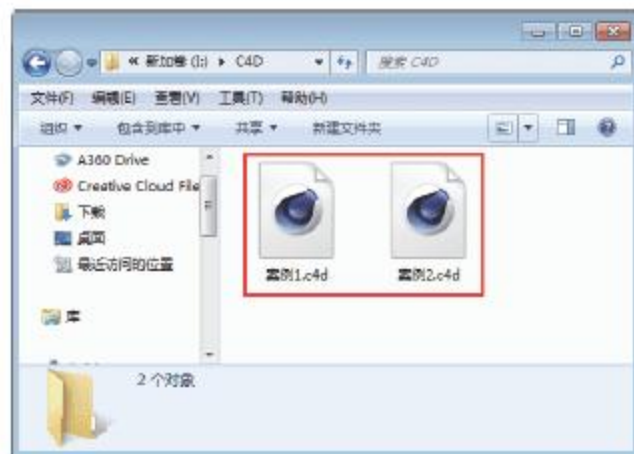 « 新加卷 (I:) ▸ C4D
搜索 C4D
文件(F) 编辑(E) 查看(V) 工具(T) 帮助(H)
组织 包含到库中 共享 新建文件夹
A360 Drive
Creative Cloud File
下载
桌面
最近访问的位置
库
案例1.c4d
案例2.c4d
2 个对象